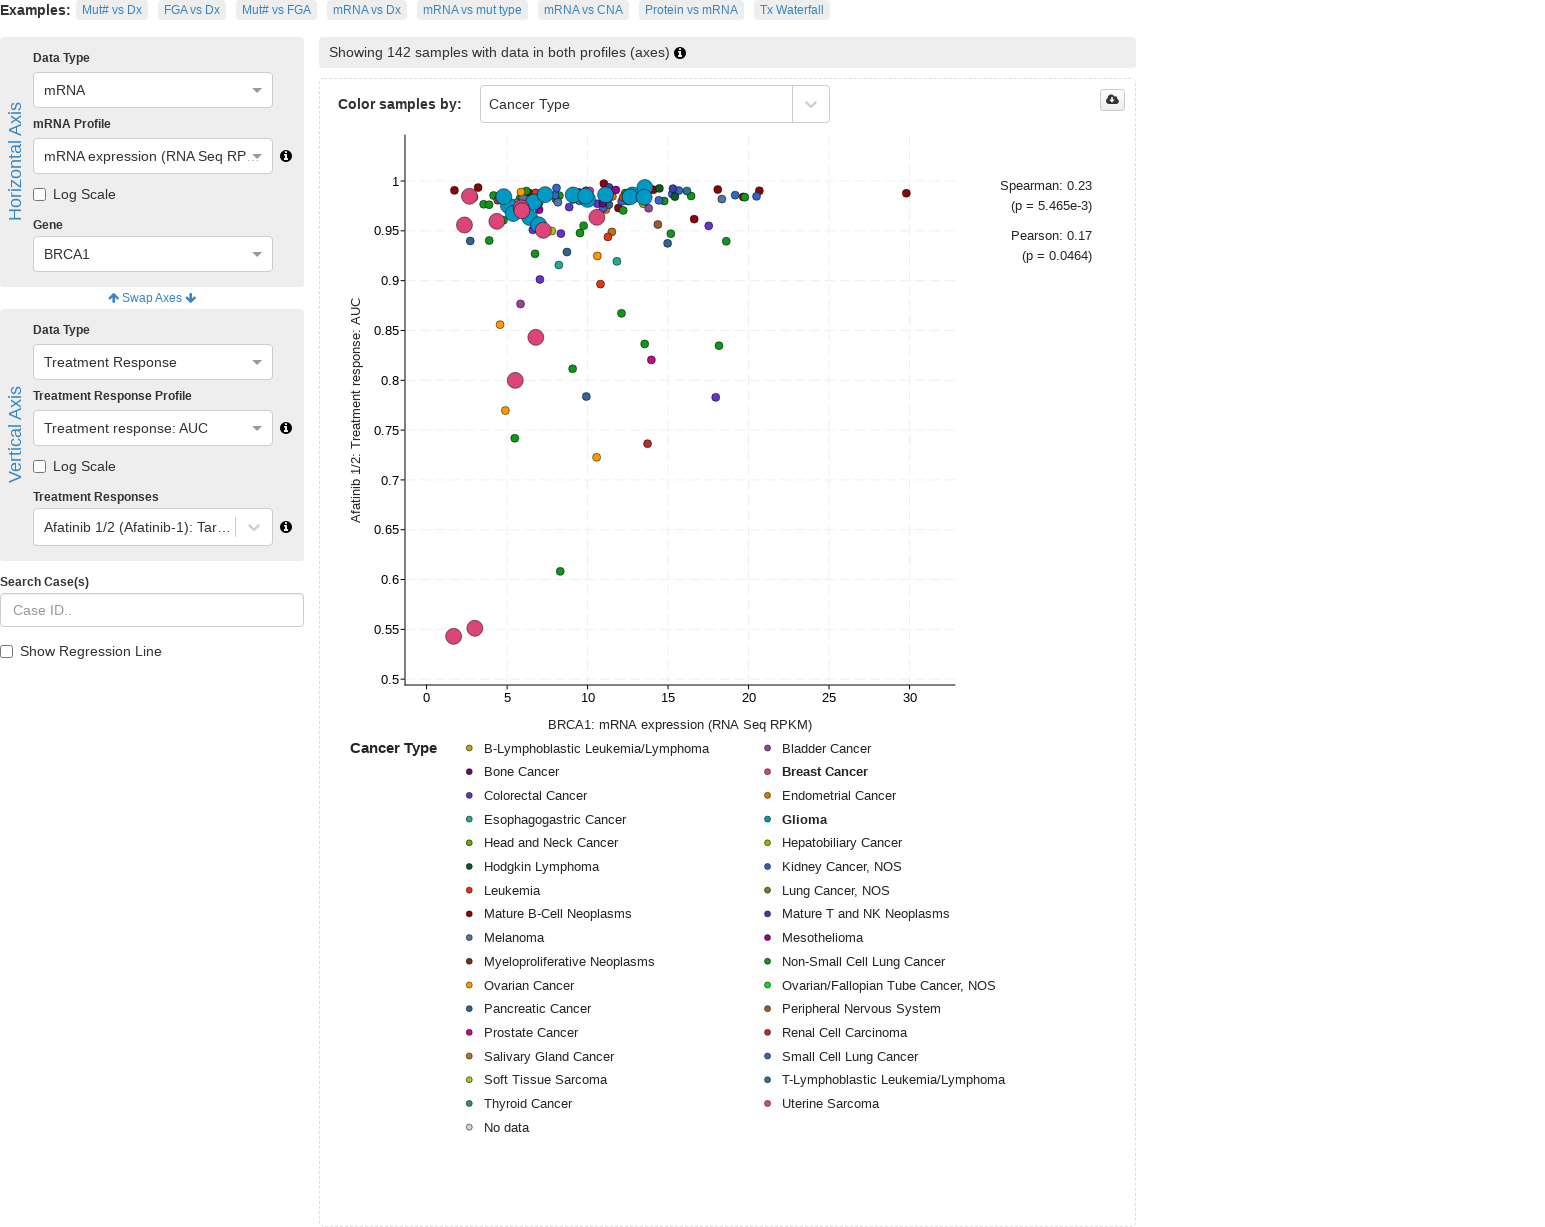 Examples: Mut# vs Dx FGA vs Dx Mut# vs FGA mRNA vs Dx mRNA vs mut type mRNA vs CNA Protein vs mRNA Tx Waterfall
Horizontal Axis
Data Type
mRNA
mRNA Profile
mRNA expression (RNA Seq RP...
Log Scale
Gene
BRCA1
Swap Axes
Vertical Axis
Data Type
Treatment Response
Treatment Response Profile
Treatment response: AUC
Log Scale
Treatment Responses
Afatinib 1/2 (Afatinib-1): Tar...
Search Case(s)
Case ID..
Show Regression Line
Showing 142 samples with data in both profiles (axes)
Color samples by: Cancer Type
Spearman: 0.23
(p = 5.465e-3)
Pearson: 0.17
(p = 0.0464)
Afatinib 1/2: Treatment response: AUC
1
0.95
0.9
0.85
0.8
0.75
0.7
0.65
0.6
0.55
0.5
0 5 10 15 20 25 30
BRCA1: mRNA expression (RNA Seq RPKM)
Cancer Type
B-Lymphoblastic Leukemia/Lymphoma Bladder Cancer
Bone Cancer Breast Cancer
Colorectal Cancer Endometrial Cancer
Esophagogastric Cancer Glioma
Head and Neck Cancer Hepatobiliary Cancer
Hodgkin Lymphoma Kidney Cancer, NOS
Leukemia Lung Cancer, NOS
Mature B-Cell Neoplasms Mature T and NK Neoplasms
Melanoma Mesothelioma
Myeloproliferative Neoplasms Non-Small Cell Lung Cancer
Ovarian Cancer Ovarian/Fallopian Tube Cancer, NOS
Pancreatic Cancer Peripheral Nervous System
Prostate Cancer Renal Cell Carcinoma
Salivary Gland Cancer Small Cell Lung Cancer
Soft Tissue Sarcoma T-Lymphoblastic Leukemia/Lymphoma
Thyroid Cancer Uterine Sarcoma
No data